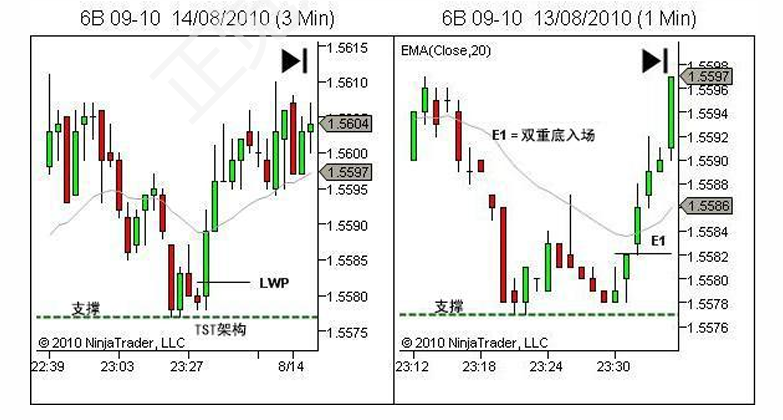 6B 09-10 14/08/2010 (3 Min)
1.5615
1.5610
1.5604
1.5600
1.5597
1.5595
1.5590
1.5585
1.5580
1.5575
LWP
支撑
TST架构
© 2010 NinjaTrader, LLC
22:39 23:03 23:27 8/14
6B 09-10 13/08/2010 (1 Min)
EMA(Close,20)
1.5598
1.5597
1.5596
1.5594
1.5592
1.5590
1.5588
1.5586
1.5584
1.5582
1.5580
1.5578
1.5576
E1 = 双重底入场
E1
支撑
© 2010 NinjaTrader, LLC
23:12 23:18 23:24 23:30